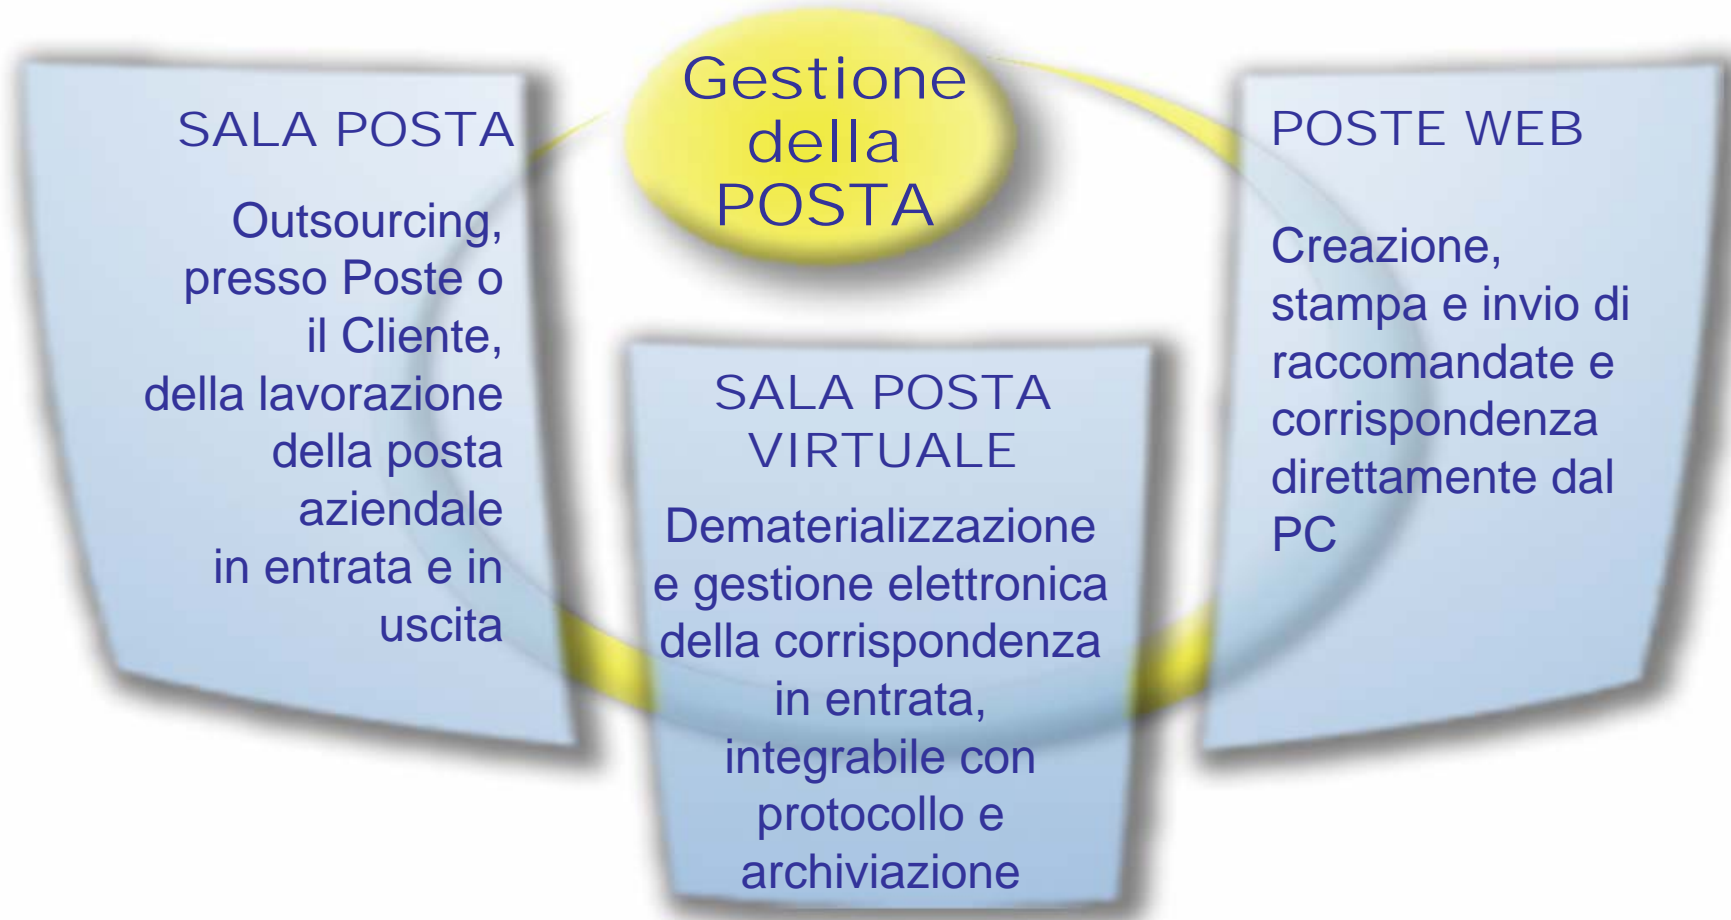 Gestione
della
POSTA
SALA POSTA
Outsourcing,
presso Poste o
il Cliente,
della lavorazione
della posta
aziendale
in entrata e in
uscita
SALA POSTA
VIRTUALE
Dematerializzazione
e gestione elettronica
della corrispondenza
in entrata,
integrabile con
protocollo e
archiviazione
POSTE WEB
Creazione,
stampa e invio di
raccomandate e
corrispondenza
direttamente dal
PC